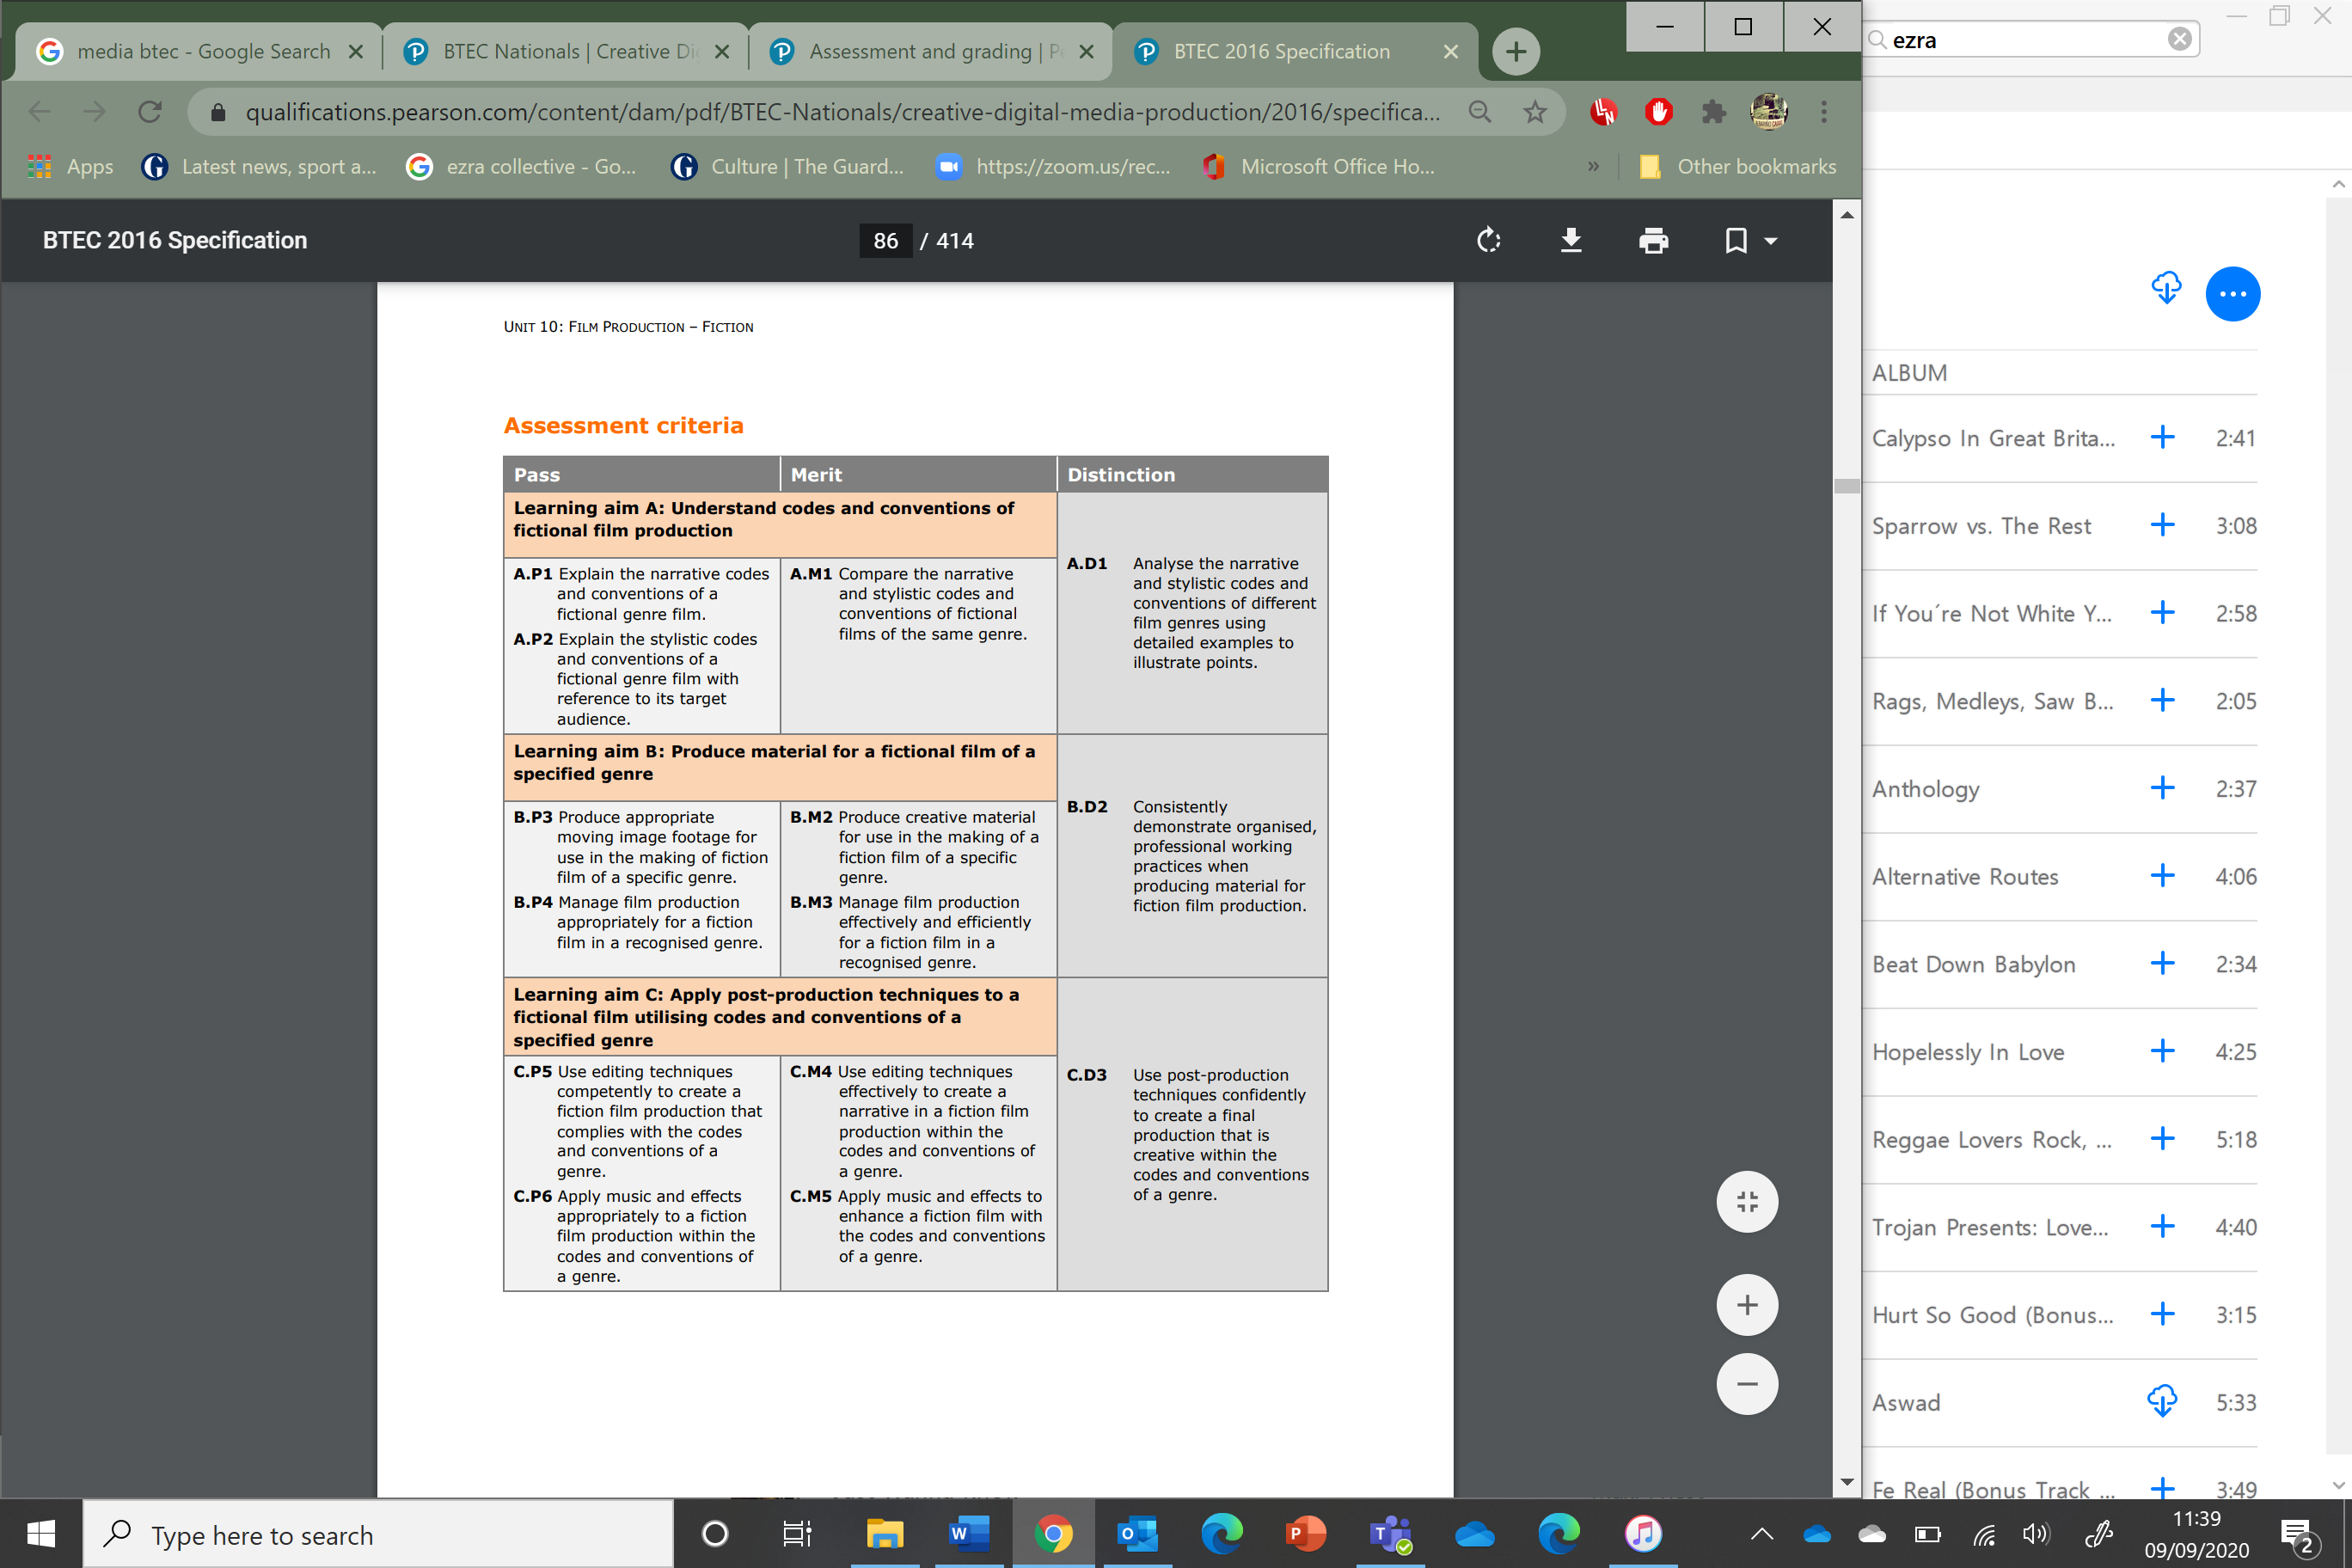 media btec - Google Search
BTEC Nationals | Creative Di
Assessment and grading | P
BTEC 2016 Specification
ezra
qualifications.pearson.com/content/dam/pdf/BTEC-Nationals/creative-digital-media-production/2016/specifica...
Apps
Latest news, sport a...
ezra collective - Go...
Culture | The Guard...
https://zoom.us/rec...
Microsoft Office Ho...
»
Other bookmarks
BTEC 2016 Specification
86 / 414
UNIT 10: FILM PRODUCTION – FICTION
Assessment criteria
Pass
Merit
Distinction
Learning aim A: Understand codes and conventions of
fictional film production
A.P1 Explain the narrative codes
and conventions of a
fictional genre film.
A.P2 Explain the stylistic codes
and conventions of a
fictional genre film with
reference to its target
audience.
A.M1 Compare the narrative
and stylistic codes and
conventions of fictional
films of the same genre.
A.D1 Analyse the narrative
and stylistic codes and
conventions of different
film genres using
detailed examples to
illustrate points.
Learning aim B: Produce material for a fictional film of a
specified genre
B.P3 Produce appropriate
moving image footage for
use in the making of fiction
film of a specific genre.
B.P4 Manage film production
appropriately for a fiction
film in a recognised genre.
B.M2 Produce creative material
for use in the making of a
fiction film of a specific
genre.
B.M3 Manage film production
effectively and efficiently
for a fiction film in a
recognised genre.
B.D2 Consistently
demonstrate organised,
professional working
practices when
producing material for
fiction film production.
Learning aim C: Apply post-production techniques to a
fictional film utilising codes and conventions of a
specified genre
C.P5 Use editing techniques
competently to create a
fiction film production that
complies with the codes
and conventions of a
genre.
C.P6 Apply music and effects
appropriately to a fiction
film production within the
codes and conventions of
a genre.
C.M4 Use editing techniques
effectively to create a
narrative in a fiction film
production within the
codes and conventions of
a genre.
C.M5 Apply music and effects to
enhance a fiction film with
the codes and conventions
of a genre.
C.D3 Use post-production
techniques confidently
to create a final
production that is
creative within the
codes and conventions
of a genre.
ALBUM
Calypso In Great Brita... 2:41
Sparrow vs. The Rest 3:08
If You´re Not White Y... 2:58
Rags, Medleys, Saw B... 2:05
Anthology 2:37
Alternative Routes 4:06
Beat Down Babylon 2:34
Hopelessly In Love 4:25
Reggae Lovers Rock, ... 5:18
Trojan Presents: Love... 4:40
Hurt So Good (Bonus... 3:15
Aswad 5:33
Fe Real (Bonus Track ... 3:49
Type here to search
11:39
09/09/2020
2